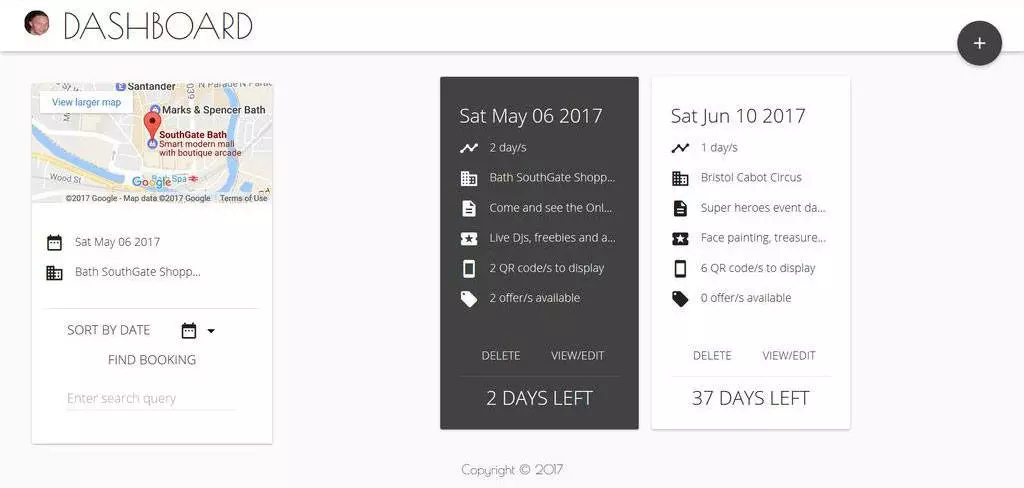 DASHBOARD
+
Santander
N Parade
N Parade Rd
View larger map
Marks & Spencer Bath
SouthGate Bath
Smart modern mall
with boutique arcade
Wood St
Bath Spa
Google
©2017 Google - Map data ©2017 Google
Terms of Use
Sat May 06 2017
Bath SouthGate Shopp...
SORT BY DATE
FIND BOOKING
Enter search query
Sat May 06 2017
2 day/s
Bath SouthGate Shopp...
Come and see the Onl...
Live Djs, freebies and a...
2 QR code/s to display
2 offer/s available
DELETE VIEW/EDIT
2 DAYS LEFT
Sat Jun 10 2017
1 day/s
Bristol Cabot Circus
Super heroes event da...
Face painting, treasure...
6 QR code/s to display
0 offer/s available
DELETE VIEW/EDIT
37 DAYS LEFT
Copyright © 2017